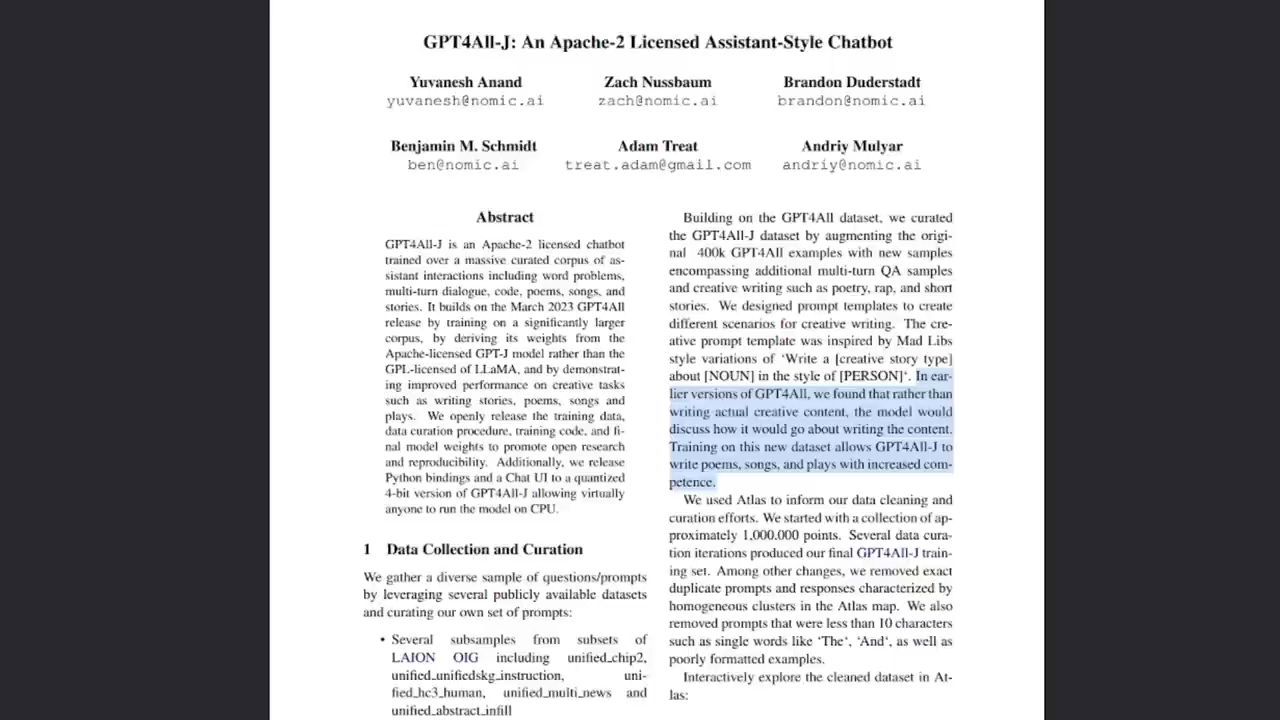 GPT4All-J: An Apache-2 Licensed Assistant-Style Chatbot
Yuvanesh Anand
yuvanesh@nomic.ai
Zach Nussbaum
zach@nomic.ai
Brandon Duderstadt
brandon@nomic.ai
Benjamin M. Schmidt
ben@nomic.ai
Adam Treat
treat.adam@gmail.com
Andriy Mulyar
andriy@nomic.ai
Abstract
GPT4All-J is an Apache-2 licensed chatbot
trained over a massive curated corpus of as-
sistant interactions including word problems,
multi-turn dialogue, code, poems, songs, and
stories. It builds on the March 2023 GPT4All
release by training on a significantly larger
corpus, by deriving its weights from the
Apache-licensed GPT-J model rather than the
GPL-licensed of LLaMA, and by demonstrat-
ing improved performance on creative tasks
such as writing stories, poems, songs and
plays. We openly release the training data,
data curation procedure, training code, and fi-
nal model weights to promote open research
and reproducibility. Additionally, we release
Python bindings and a Chat UI to a quantized
4-bit version of GPT4All-J allowing virtually
anyone to run the model on CPU.
1 Data Collection and Curation
We gather a diverse sample of questions/prompts
by leveraging several publicly available datasets
and curating our own set of prompts:
• Several subsamples from subsets of
LAION OIG including unified_chip2,
unified_unifiedskg_instruction, uni-
fied_hc3_human, unified_multi_news and
unified_abstract_infill
Building on the GPT4All dataset, we curated
the GPT4All-J dataset by augmenting the origi-
nal 400k GPT4All examples with new samples
encompassing additional multi-turn QA samples
and creative writing such as poetry, rap, and short
stories. We designed prompt templates to create
different scenarios for creative writing. The cre-
ative prompt template was inspired by Mad Libs
style variations of ‘Write a [creative story type]
about [NOUN] in the style of [PERSON]‘. In ear-
lier versions of GPT4All, we found that rather than
writing actual creative content, the model would
discuss how it would go about writing the content.
Training on this new dataset allows GPT4All-J to
write poems, songs, and plays with increased com-
petence.
We used Atlas to inform our data cleaning and
curation efforts. We started with a collection of ap-
proximately 1,000,000 points. Several data cura-
tion iterations produced our final GPT4All-J train-
ing set. Among other changes, we removed exact
duplicate prompts and responses characterized by
homogeneous clusters in the Atlas map. We also
removed prompts that were less than 10 characters
such as single words like ‘The‘, ‘And‘, as well as
poorly formatted examples.
Interactively explore the cleaned dataset in At-
las: